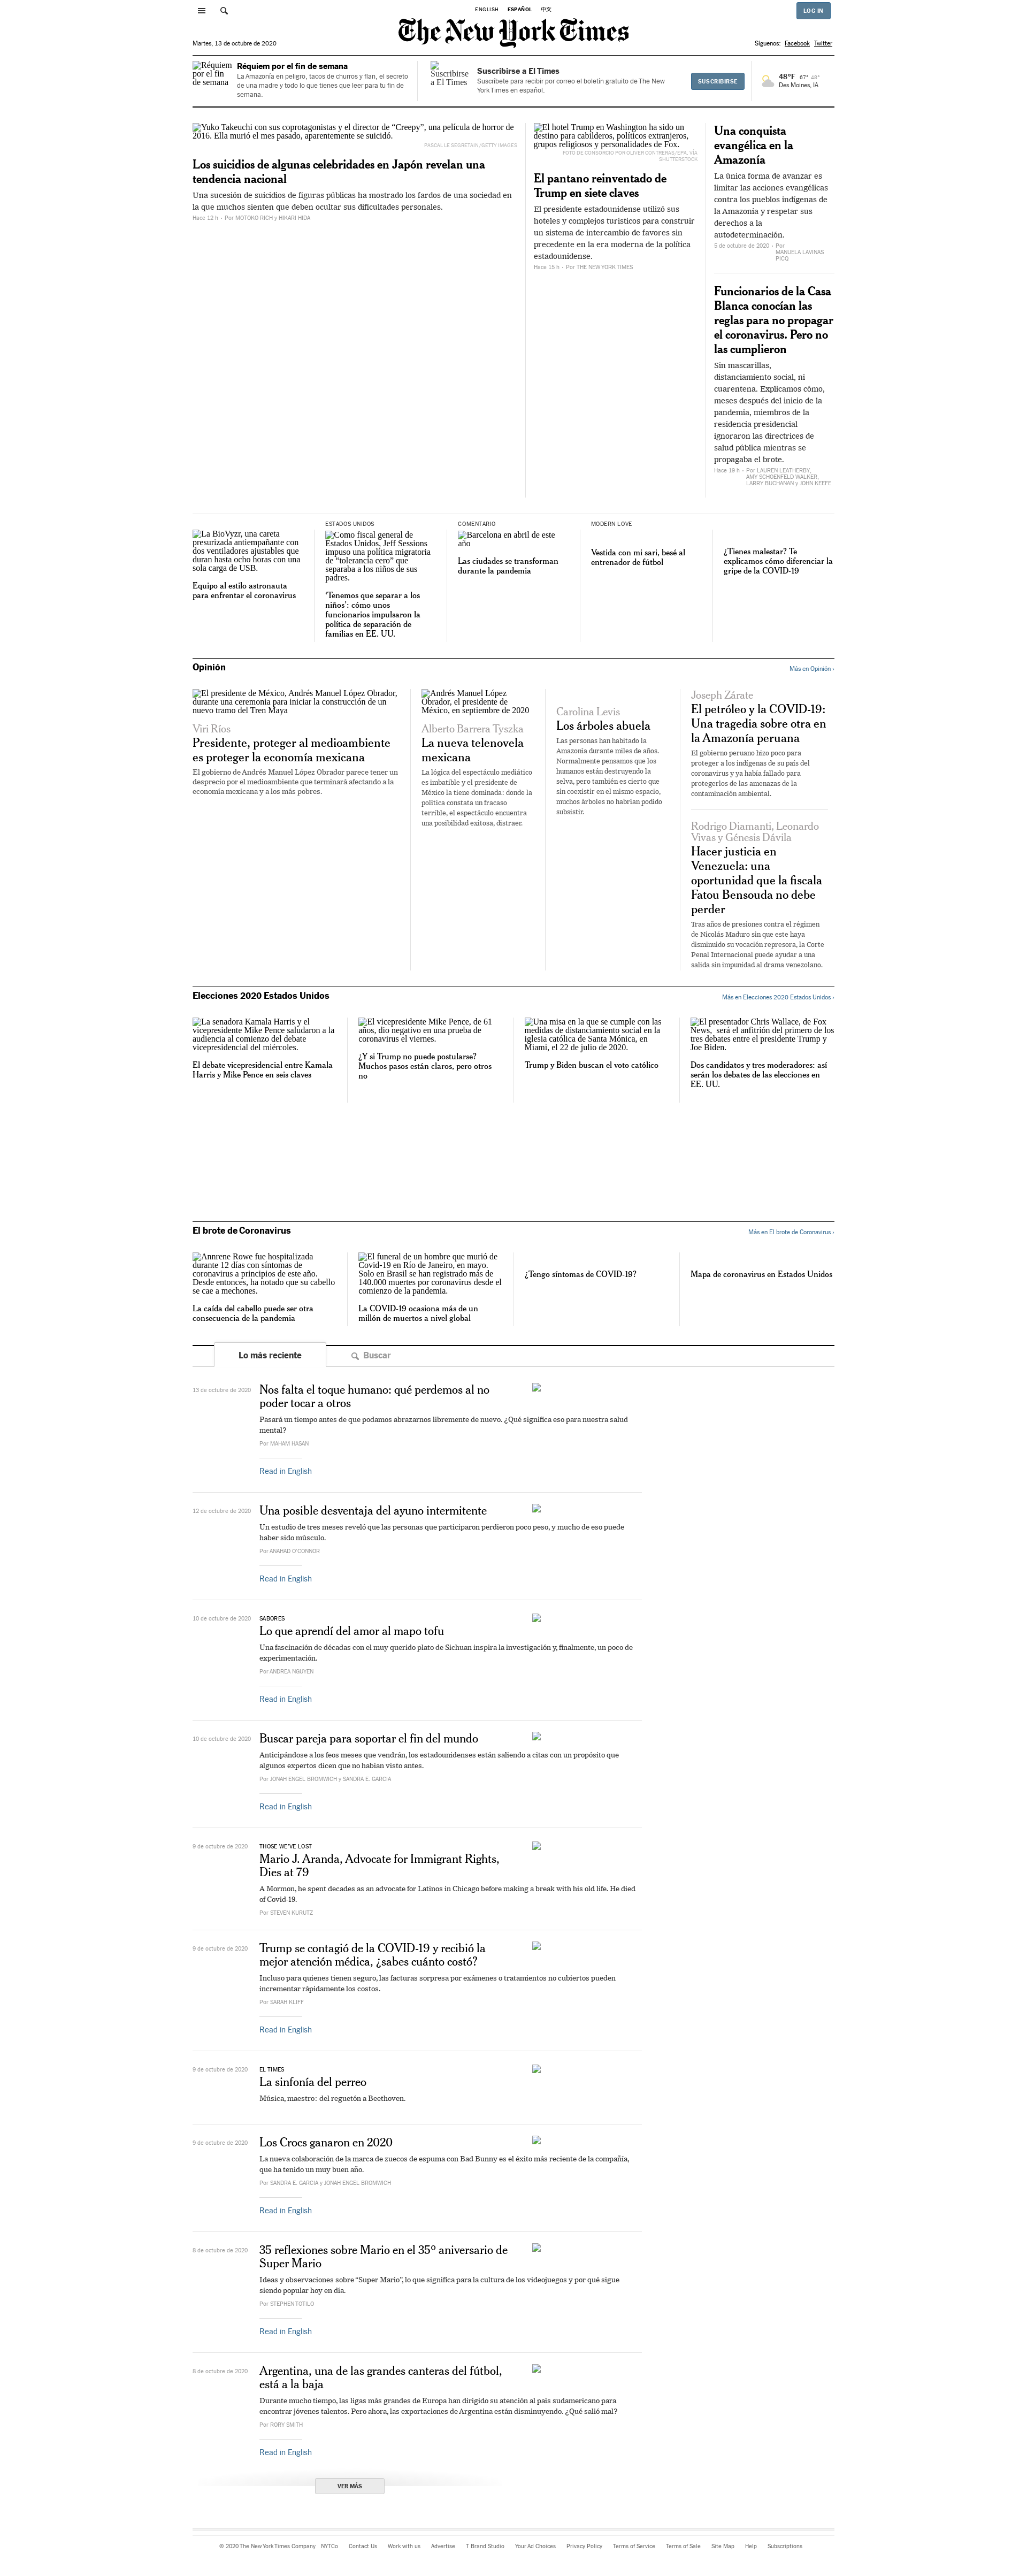 ENGLISH ESPAÑOL 中文
LOG IN
The New York Times
Martes, 13 de octubre de 2020
Síguenos: Facebook Twitter
Réquiem por el fin de semana
Réquiem por el fin de semana
La Amazonía en peligro, tacos de churros y flan, el secreto
de una madre y todo lo que tienes que leer para tu fin de
semana.
Suscribirse a El Times
Suscribirse a El Times
Suscríbete para recibir por correo el boletín gratuito de The New
York Times en español.
SUSCRIBIRSE
48°F 67° 48°
Des Moines, IA
Yuko Takeuchi con sus coprotagonistas y el director de “Creepy”, una película de horror de
2016. Ella murió el mes pasado, aparentemente se suicidó.
PASCAL LE SEGRETAIN/GETTY IMAGES
Los suicidios de algunas celebridades en Japón revelan una
tendencia nacional
Una sucesión de suicidios de figuras públicas ha mostrado los fardos de una sociedad en
la que muchos sienten que deben ocultar sus dificultades personales.
Hace 12 h • Por MOTOKO RICH y HIKARI HIDA
El hotel Trump en Washington ha sido un
destino para cabilderos, políticos extranjeros,
grupos religiosos y personalidades de Fox.
FOTO DE CONSORCIO POR OLIVER CONTRERAS/EPA, VÍA
SHUTTERSTOCK
El pantano reinventado de
Trump en siete claves
El presidente estadounidense utilizó sus
hoteles y complejos turísticos para construir
un sistema de intercambio de favores sin
precedente en la era moderna de la política
estadounidense.
Hace 15 h • Por THE NEW YORK TIMES
Una conquista
evangélica en la
Amazonía
La única forma de avanzar es
limitar las acciones evangélicas
contra los pueblos indígenas de
la Amazonía y respetar sus
derechos a la
autodeterminación.
5 de octubre de 2020 • Por
MANUELA LAVINAS
PICQ
Funcionarios de la Casa
Blanca conocían las
reglas para no propagar
el coronavirus. Pero no
las cumplieron
Sin mascarillas,
distanciamiento social, ni
cuarentena. Explicamos cómo,
meses después del inicio de la
pandemia, miembros de la
residencia presidencial
ignoraron las directrices de
salud pública mientras se
propagaba el brote.
Hace 19 h • Por LAUREN LEATHERBY,
AMY SCHOENFELD WALKER,
LARRY BUCHANAN y JOHN KEEFE
La BioVyzr, una careta
presurizada antiempañante con
dos ventiladores ajustables que
duran hasta ocho horas con una
sola carga de USB.
Equipo al estilo astronauta
para enfrentar el coronavirus
ESTADOS UNIDOS
Como fiscal general de
Estados Unidos, Jeff Sessions
impuso una política migratoria
de “tolerancia cero” que
separaba a los niños de sus
padres.
‘Tenemos que separar a los
niños’: cómo unos
funcionarios impulsaron la
política de separación de
familias en EE. UU.
COMENTARIO
Barcelona en abril de este
año
Las ciudades se transforman
durante la pandemia
MODERN LOVE
Vestida con mi sari, besé al
entrenador de fútbol
¿Tienes malestar? Te
explicamos cómo diferenciar la
gripe de la COVID-19
Opinión
Más en Opinión ›
El presidente de México, Andrés Manuel López Obrador,
durante una ceremonia para iniciar la construcción de un
nuevo tramo del Tren Maya
Viri Ríos
Presidente, proteger al medioambiente
es proteger la economía mexicana
El gobierno de Andrés Manuel López Obrador parece tener un
desprecio por el medioambiente que terminará afectando a la
economía mexicana y a los más pobres.
Andrés Manuel López
Obrador, el presidente de
México, en septiembre de 2020
Alberto Barrera Tyszka
La nueva telenovela
mexicana
La lógica del espectáculo mediático
es imbatible y el presidente de
México la tiene dominada: donde la
política constata un fracaso
terrible, el espectáculo encuentra
una posibilidad exitosa, distraer.
Carolina Levis
Los árboles abuela
Las personas han habitado la
Amazonía durante miles de años.
Normalmente pensamos que los
humanos están destruyendo la
selva, pero también es cierto que
sin coexistir en el mismo espacio,
muchos árboles no habrían podido
subsistir.
Joseph Zárate
El petróleo y la COVID-19:
Una tragedia sobre otra en
la Amazonía peruana
El gobierno peruano hizo poco para
proteger a los indígenas de su país del
coronavirus y ya había fallado para
protegerlos de las amenazas de la
contaminación ambiental.
Rodrigo Diamanti, Leonardo
Vivas y Génesis Dávila
Hacer justicia en
Venezuela: una
oportunidad que la fiscala
Fatou Bensouda no debe
perder
Tras años de presiones contra el régimen
de Nicolás Maduro sin que este haya
disminuido su vocación represora, la Corte
Penal Internacional puede ayudar a una
salida sin impunidad al drama venezolano.
Elecciones 2020 Estados Unidos
Más en Elecciones 2020 Estados Unidos ›
La senadora Kamala Harris y el
vicepresidente Mike Pence saludaron a la
audiencia al comienzo del debate
vicepresidencial del miércoles.
El debate vicepresidencial entre Kamala
Harris y Mike Pence en seis claves
El vicepresidente Mike Pence, de 61
años, dio negativo en una prueba de
coronavirus el viernes.
¿Y si Trump no puede postularse?
Muchos pasos están claros, pero otros
no
Una misa en la que se cumple con las
medidas de distanciamiento social en la
iglesia católica de Santa Mónica, en
Miami, el 22 de julio de 2020.
Trump y Biden buscan el voto católico
El presentador Chris Wallace, de Fox
News, será el anfitrión del primero de los
tres debates entre el presidente Trump y
Joe Biden.
Dos candidatos y tres moderadores: así
serán los debates de las elecciones en
EE. UU.
El brote de Coronavirus
Más en El brote de Coronavirus ›
Annrene Rowe fue hospitalizada
durante 12 días con síntomas de
coronavirus a principios de este año.
Desde entonces, ha notado que su cabello
se cae a mechones.
La caída del cabello puede ser otra
consecuencia de la pandemia
El funeral de un hombre que murió de
Covid-19 en Río de Janeiro, en mayo.
Solo en Brasil se han registrado más de
140.000 muertes por coronavirus desde el
comienzo de la pandemia.
La COVID-19 ocasiona más de un
millón de muertos a nivel global
¿Tengo síntomas de COVID-19?
Mapa de coronavirus en Estados Unidos
Lo más reciente
Buscar
13 de octubre de 2020
Nos falta el toque humano: qué perdemos al no
poder tocar a otros
Pasará un tiempo antes de que podamos abrazarnos libremente de nuevo. ¿Qué significa eso para nuestra salud
mental?
Por MAHAM HASAN
Read in English
12 de octubre de 2020
Una posible desventaja del ayuno intermitente
Un estudio de tres meses reveló que las personas que participaron perdieron poco peso, y mucho de eso puede
haber sido músculo.
Por ANAHAD O’CONNOR
Read in English
10 de octubre de 2020
SABORES
Lo que aprendí del amor al mapo tofu
Una fascinación de décadas con el muy querido plato de Sichuan inspira la investigación y, finalmente, un poco de
experimentación.
Por ANDREA NGUYEN
Read in English
10 de octubre de 2020
Buscar pareja para soportar el fin del mundo
Anticipándose a los feos meses que vendrán, los estadounidenses están saliendo a citas con un propósito que
algunos expertos dicen que no habían visto antes.
Por JONAH ENGEL BROMWICH y SANDRA E. GARCIA
Read in English
9 de octubre de 2020
THOSE WE’VE LOST
Mario J. Aranda, Advocate for Immigrant Rights,
Dies at 79
A Mormon, he spent decades as an advocate for Latinos in Chicago before making a break with his old life. He died
of Covid-19.
Por STEVEN KURUTZ
9 de octubre de 2020
Trump se contagió de la COVID-19 y recibió la
mejor atención médica, ¿sabes cuánto costó?
Incluso para quienes tienen seguro, las facturas sorpresa por exámenes o tratamientos no cubiertos pueden
incrementar rápidamente los costos.
Por SARAH KLIFF
Read in English
9 de octubre de 2020
EL TIMES
La sinfonía del perreo
Música, maestro: del reguetón a Beethoven.
9 de octubre de 2020
Los Crocs ganaron en 2020
La nueva colaboración de la marca de zuecos de espuma con Bad Bunny es el éxito más reciente de la compañía,
que ha tenido un muy buen año.
Por SANDRA E. GARCIA y JONAH ENGEL BROMWICH
Read in English
8 de octubre de 2020
35 reflexiones sobre Mario en el 35º aniversario de
Super Mario
Ideas y observaciones sobre “Super Mario”, lo que significa para la cultura de los videojuegos y por qué sigue
siendo popular hoy en día.
Por STEPHEN TOTILO
Read in English
8 de octubre de 2020
Argentina, una de las grandes canteras del fútbol,
está a la baja
Durante mucho tiempo, las ligas más grandes de Europa han dirigido su atención al país sudamericano para
encontrar jóvenes talentos. Pero ahora, las exportaciones de Argentina están disminuyendo. ¿Qué salió mal?
Por RORY SMITH
Read in English
VER MÁS
© 2020 The New York Times Company NYTCo Contact Us Work with us Advertise T Brand Studio Your Ad Choices Privacy Policy Terms of Service Terms of Sale Site Map Help Subscriptions